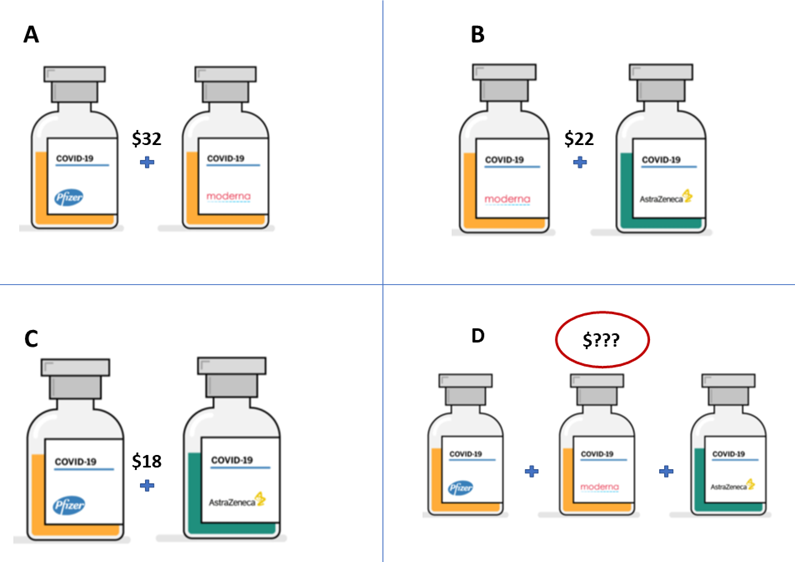 A
$32
COVID-19
Pfizer
COVID-19
moderna
B
$22
COVID-19
moderna
COVID-19
AstraZeneca
C
$18
COVID-19
Pfizer
COVID-19
AstraZeneca
D
$???
COVID-19
Pfizer
COVID-19
moderna
COVID-19
AstraZeneca